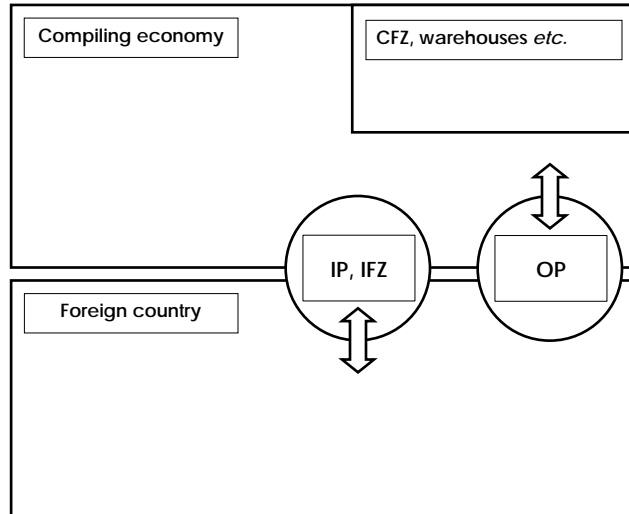 Compiling economy
CFZ, warehouses etc.
IP, IFZ
OP
Foreign country